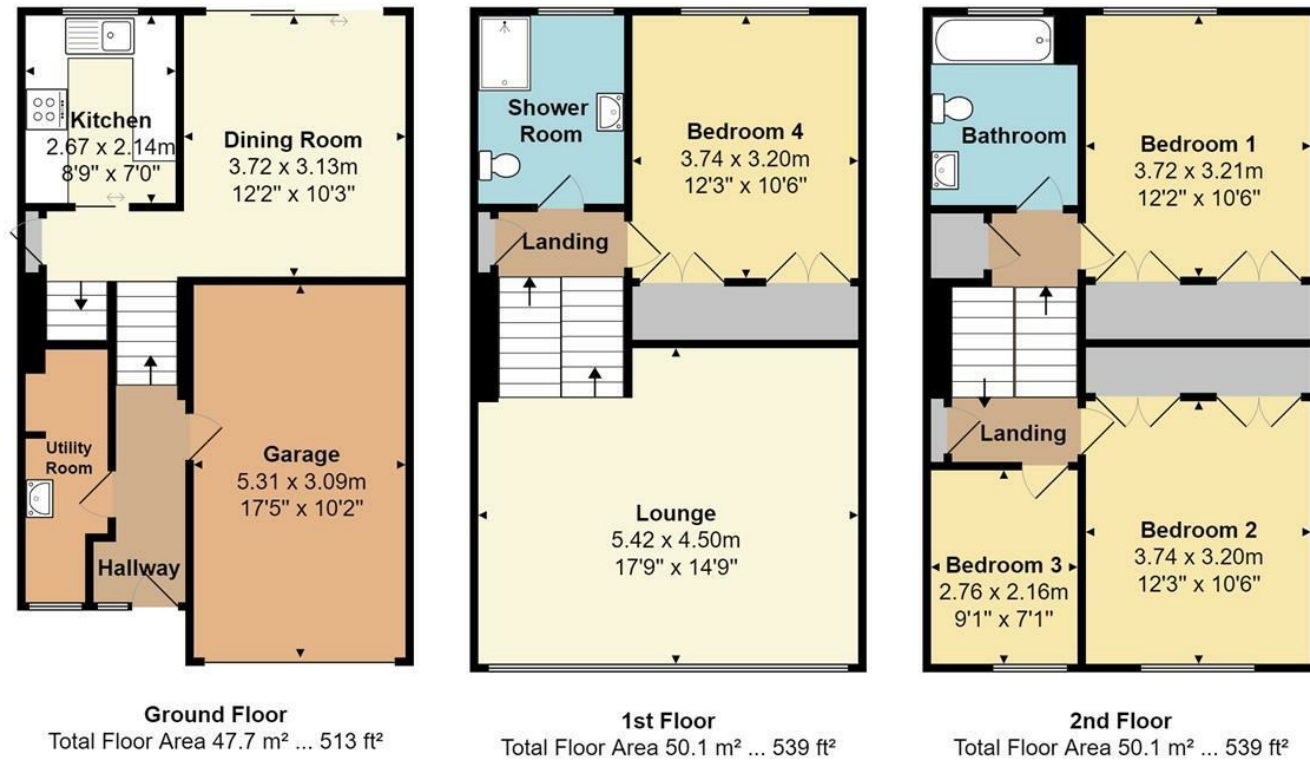 Kitchen
2.67 x 2.14m
8'9" x 7'0"
Dining Room
3.72 x 3.13m
12'2" x 10'3"
Utility
Room
Hallway
Garage
5.31 x 3.09m
17'5" x 10'2"
Ground Floor
Total Floor Area 47.7 m² ... 513 ft²
Shower
Room
Bedroom 4
3.74 x 3.20m
12'3" x 10'6"
Landing
Lounge
5.42 x 4.50m
17'9" x 14'9"
1st Floor
Total Floor Area 50.1 m² ... 539 ft²
Bathroom
Bedroom 1
3.72 x 3.21m
12'2" x 10'6"
Landing
Bedroom 3
2.76 x 2.16m
9'1" x 7'1"
Bedroom 2
3.74 x 3.20m
12'3" x 10'6"
2nd Floor
Total Floor Area 50.1 m² ... 539 ft²